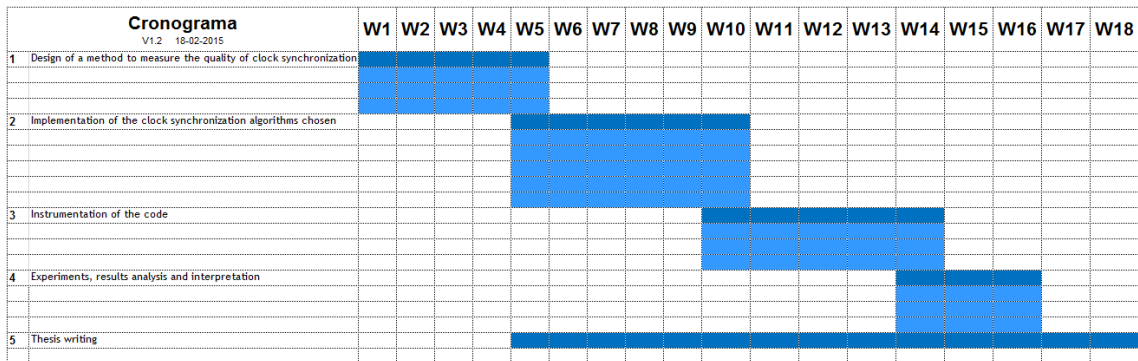 Cronograma
V1.2 18-02-2015
W1 W2 W3 W4 W5 W6 W7 W8 W9 W10 W11 W12 W13 W14 W15 W16 W17 W18
1 Design of a method to measure the quality of clock synchronization
2 Implementation of the clock synchronization algorithms chosen
3 Instrumentation of the code
4 Experiments, results analysis and interpretation
5 Thesis writing